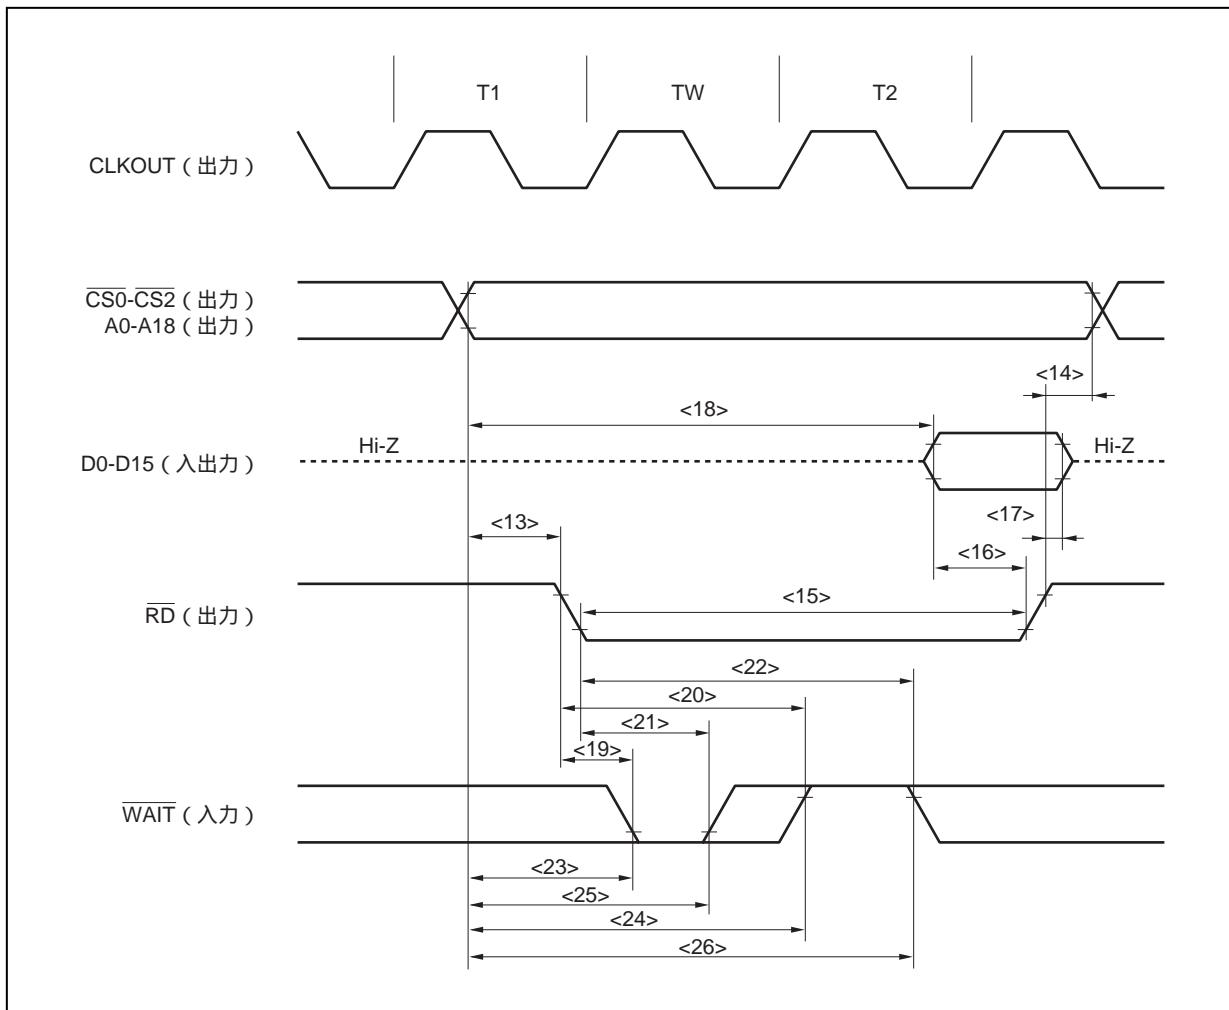 T1 TW T2
CLKOUT（出力）
CS0-CS2（出力）
A0-A18（出力）
<14>
<18>
Hi-Z Hi-Z
D0-D15（入出力）
<13> <17>
<16>
<15>
RD（出力）
<22>
<20>
<21>
<19>
WAIT（入力）
<23>
<25>
<24>
<26>